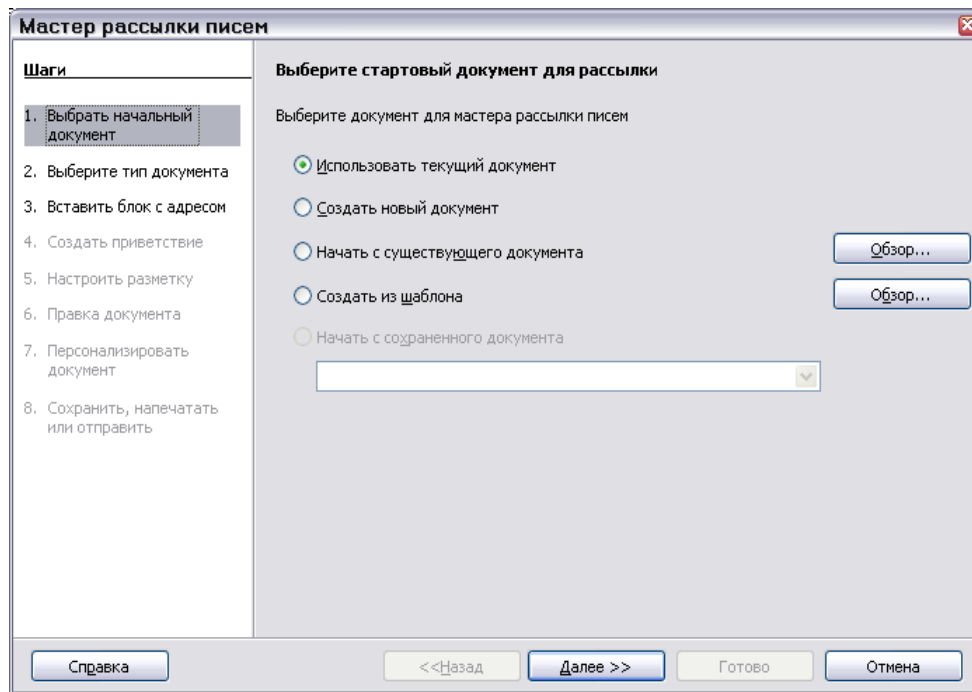 Мастер рассылки писем
Шаги
1. Выбрать начальный
документ
2. Выберите тип документа
3. Вставить блок с адресом
4. Создать приветствие
5. Настроить разметку
6. Правка документа
7. Персонализировать
документ
8. Сохранить, напечатать
или отправить
Выберите стартовый документ для рассылки
Выберите документ для мастера рассылки писем
Использовать текущий документ
Создать новый документ
Начать с существующего документа
Обзор...
Создать из шаблона
Обзор...
Начать с сохраненного документа
Справка
<<Назад
Далее >>
Готово
Отмена